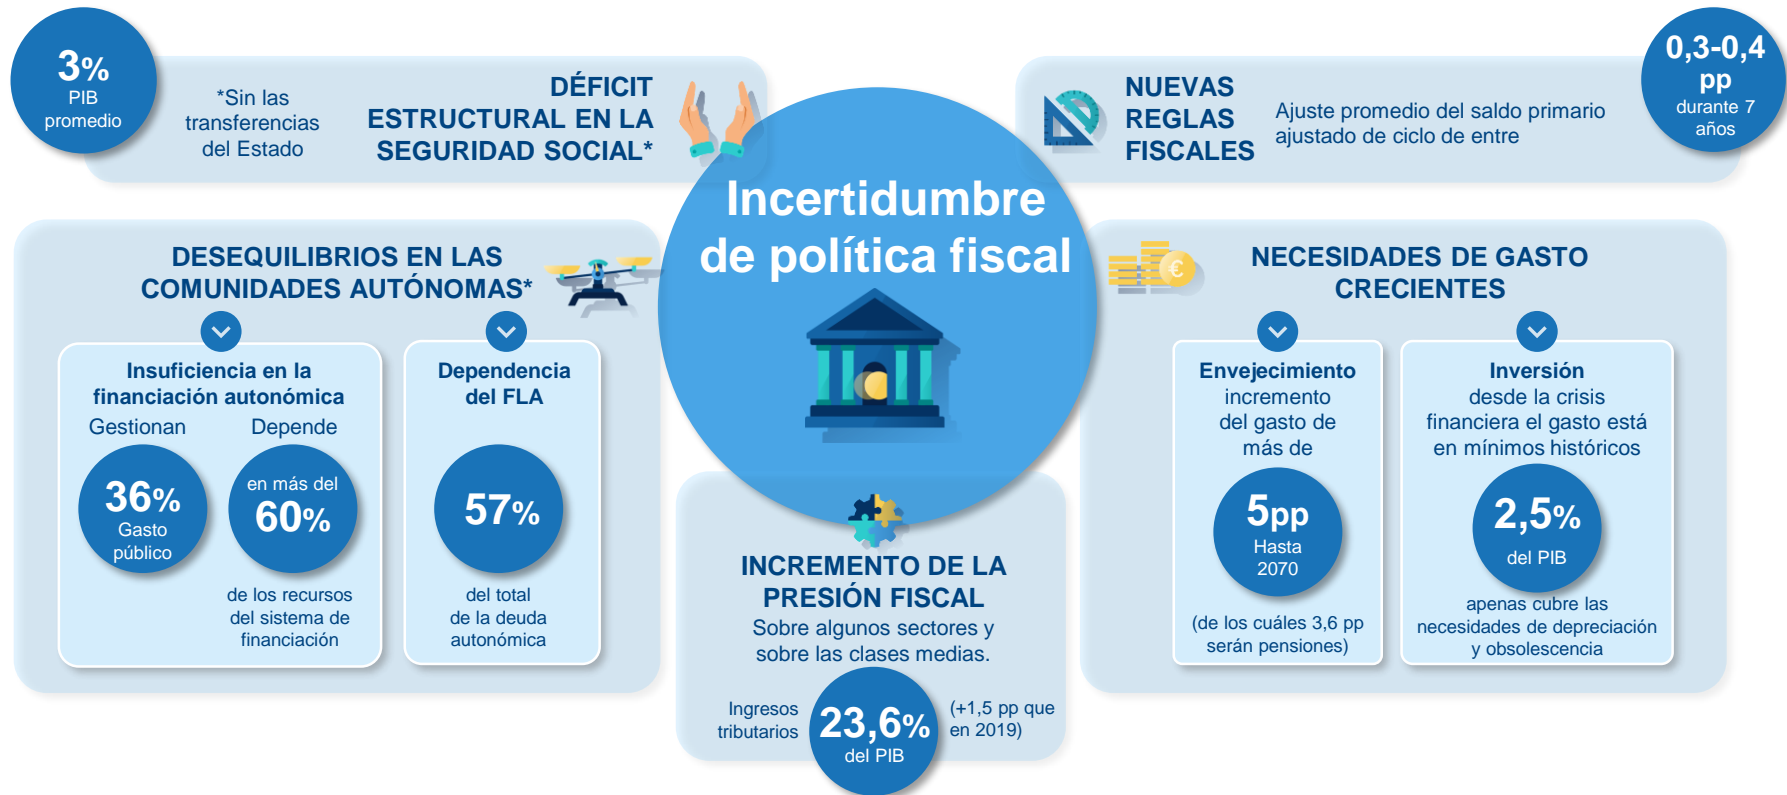 3%
PIB
promedio
*Sin las
transferencias
del Estado
DÉFICIT
ESTRUCTURAL EN LA
SEGURIDAD SOCIAL*
NUEVAS
REGLAS
FISCALES
Ajuste promedio del saldo primario
ajustado de ciclo de entre
0,3-0,4
pp
durante 7
años
Incertidumbre
de política fiscal
DESEQUILIBRIOS EN LAS
COMUNIDADES AUTÓNOMAS*
Insuficiencia en la
financiación autonómica
Gestionan
36%
Gasto
público
Depende
en más del
60%
de los recursos
del sistema de
financiación
Dependencia
del FLA
57%
del total
de la deuda
autonómica
INCREMENTO DE LA
PRESIÓN FISCAL
Sobre algunos sectores y
sobre las clases medias.
Ingresos
tributarios
23,6%
del PIB
(+1,5 pp que
en 2019)
€
NECESIDADES DE GASTO
CRECIENTES
Envejecimiento
incremento
del gasto de
más de
5pp
Hasta
2070
(de los cuáles 3,6 pp
serán pensiones)
Inversión
desde la crisis
financiera el gasto está
en mínimos históricos
2,5%
del PIB
apenas cubre las
necesidades de depreciación
y obsolescencia